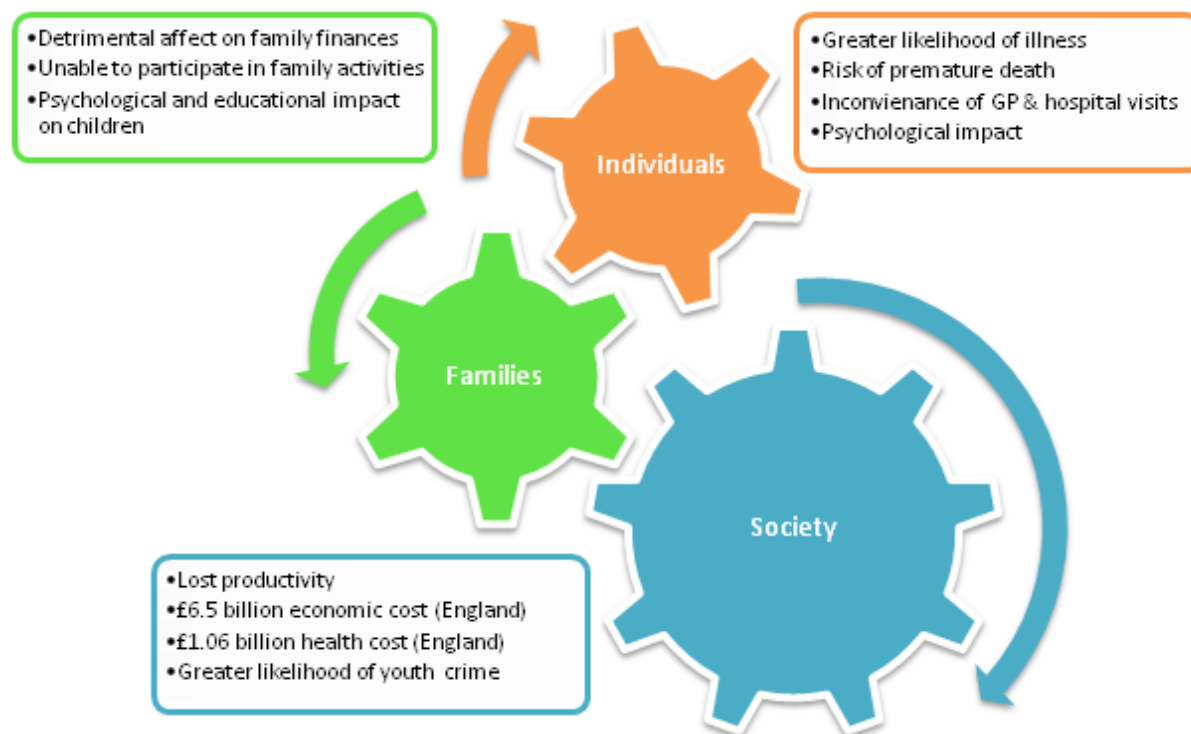 •Detrimental affect on family finances
•Unable to participate in family activities
•Psychological and educational impact
on children
•Greater likelihood of illness
•Risk of premature death
•Inconvienance of GP & hospital visits
•Psychological impact
Individuals
Families
Society
•Lost productivity
•£6.5 billion economic cost (England)
•£1.06 billion health cost (England)
•Greater likelihood of youth crime